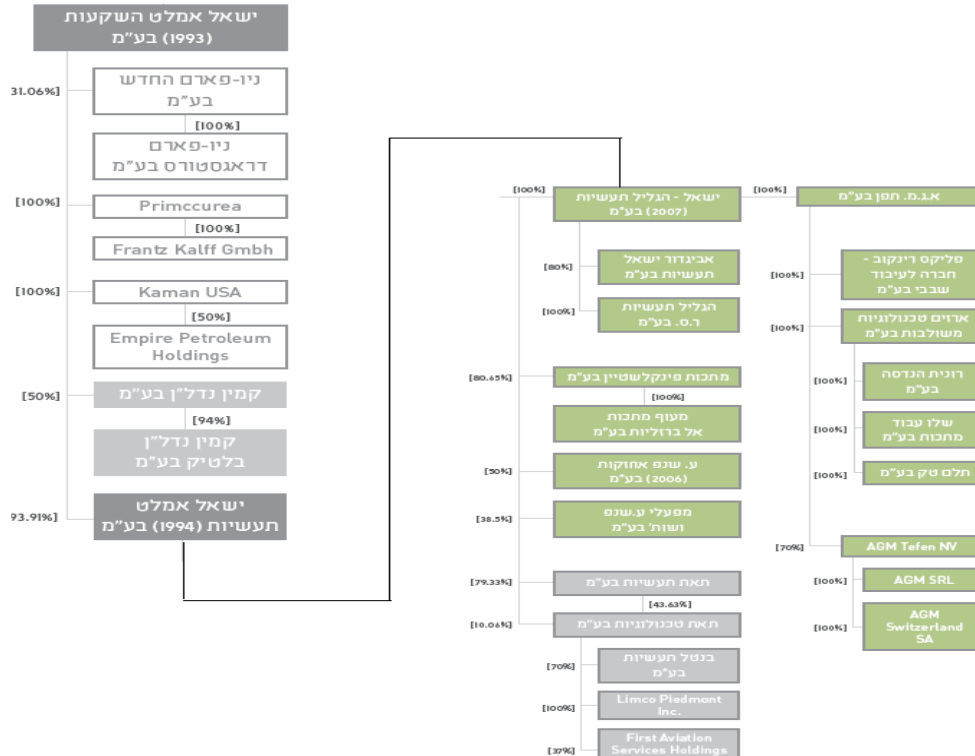 ישאל אמלט השקעות
(1993) בע"מ
31.06%]
ניו-פארם החדש
בע"מ
[100%]
ניו-פארם
דראגסטורס בע"מ
[100%]
Primccurea
[100%]
Frantz Kalff Gmbh
[100%]
Kaman USA
[50%]
Empire Petroleum
Holdings
[50%]
קמין נדל"ן בע"מ
[94%]
קמין נדל"ן
בלטיק בע"מ
93.91%]
ישאל אמלט
תעשיות (1994) בע"מ
[100%]
ישאל - הגליל תעשיות
(2007) בע"מ
[80%]
אביגדור ישאל
תעשיות בע"מ
[100%]
הגליל תעשיות
ר.ס. בע"מ
[80.65%]
מתכות פינקלשטיין בע"מ
[100%]
מעוף מתכות
אל ברזליות בע"מ
[50%]
ע. שנפ אחזקות
(2006) בע"מ
[38.5%]
מפעלי ע.שנפ
ושות' בע"מ
[79.33%]
תאת תעשיות בע"מ
[43.63%]
[10.06%]
תאת טכנולוגיות בע"מ
[70%]
בנטל תעשיות
בע"מ
[100%]
Limco Piedmont
Inc.
[37%]
First Aviation
Services Holdings
[100%]
א.ג.מ. תפן בע"מ
[100%]
פליקס רינקוב -
חברה לעיבוד
שבבי בע"מ
[100%]
ארזים טכנולוגיות
משולבות בע"מ
[100%]
רונית הנדסה
בע"מ
[100%]
שלו עבוד
מתכות בע"מ
[100%]
תלם טק בע"מ
[70%]
AGM Tefen NV
[100%]
AGM SRL
[100%]
AGM
Switzerland
SA